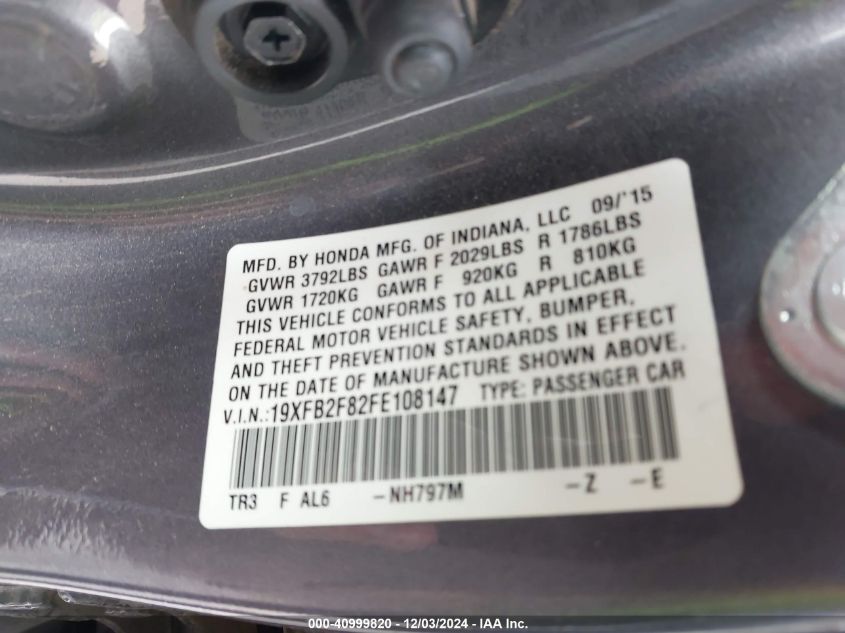 MFD. BY HONDA MFG. OF INDIANA, LLC 09/'15
GVWR 3792LBS GAWR F 2029LBS R 1786LBS
GVWR 1720KG GAWR F 920KG R 810KG
THIS VEHICLE CONFORMS TO ALL APPLICABLE
FEDERAL MOTOR VEHICLE SAFETY, BUMPER,
AND THEFT PREVENTION STANDARDS IN EFFECT
ON THE DATE OF MANUFACTURE SHOWN ABOVE.
V.I.N.:19XFB2F82FE108147 TYPE: PASSENGER CAR
TR3 F AL6 -NH797M -Z -E
000-40999820 - 12/03/2024 - IAA Inc.